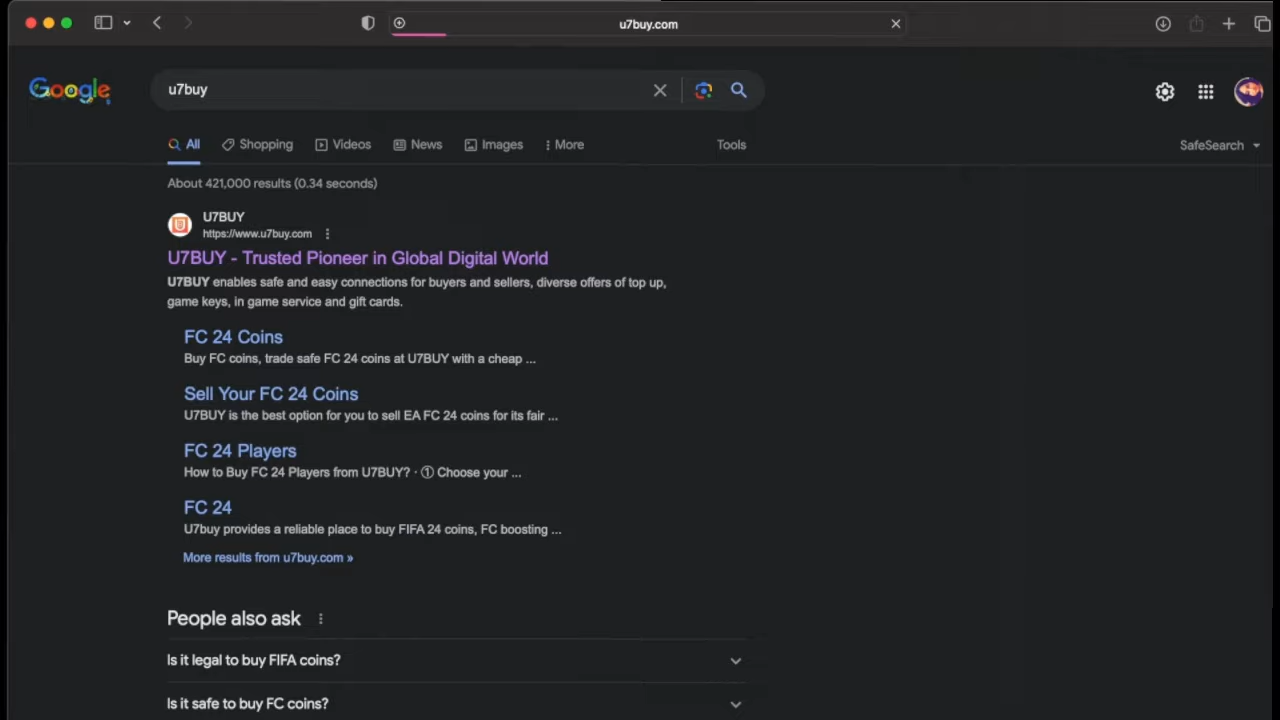 u7buy.com
Google
u7buy
All
Shopping
Videos
News
Images
More
Tools
SafeSearch
About 421,000 results (0.34 seconds)
U7BUY
https://www.u7buy.com
U7BUY - Trusted Pioneer in Global Digital World
U7BUY enables safe and easy connections for buyers and sellers, diverse offers of top up,
game keys, in game service and gift cards.
FC 24 Coins
Buy FC coins, trade safe FC 24 coins at U7BUY with a cheap ...
Sell Your FC 24 Coins
U7BUY is the best option for you to sell EA FC 24 coins for its fair ...
FC 24 Players
How to Buy FC 24 Players from U7BUY? · ① Choose your ...
FC 24
U7buy provides a reliable place to buy FIFA 24 coins, FC boosting ...
More results from u7buy.com »
People also ask
Is it legal to buy FIFA coins?
Is it safe to buy FC coins?